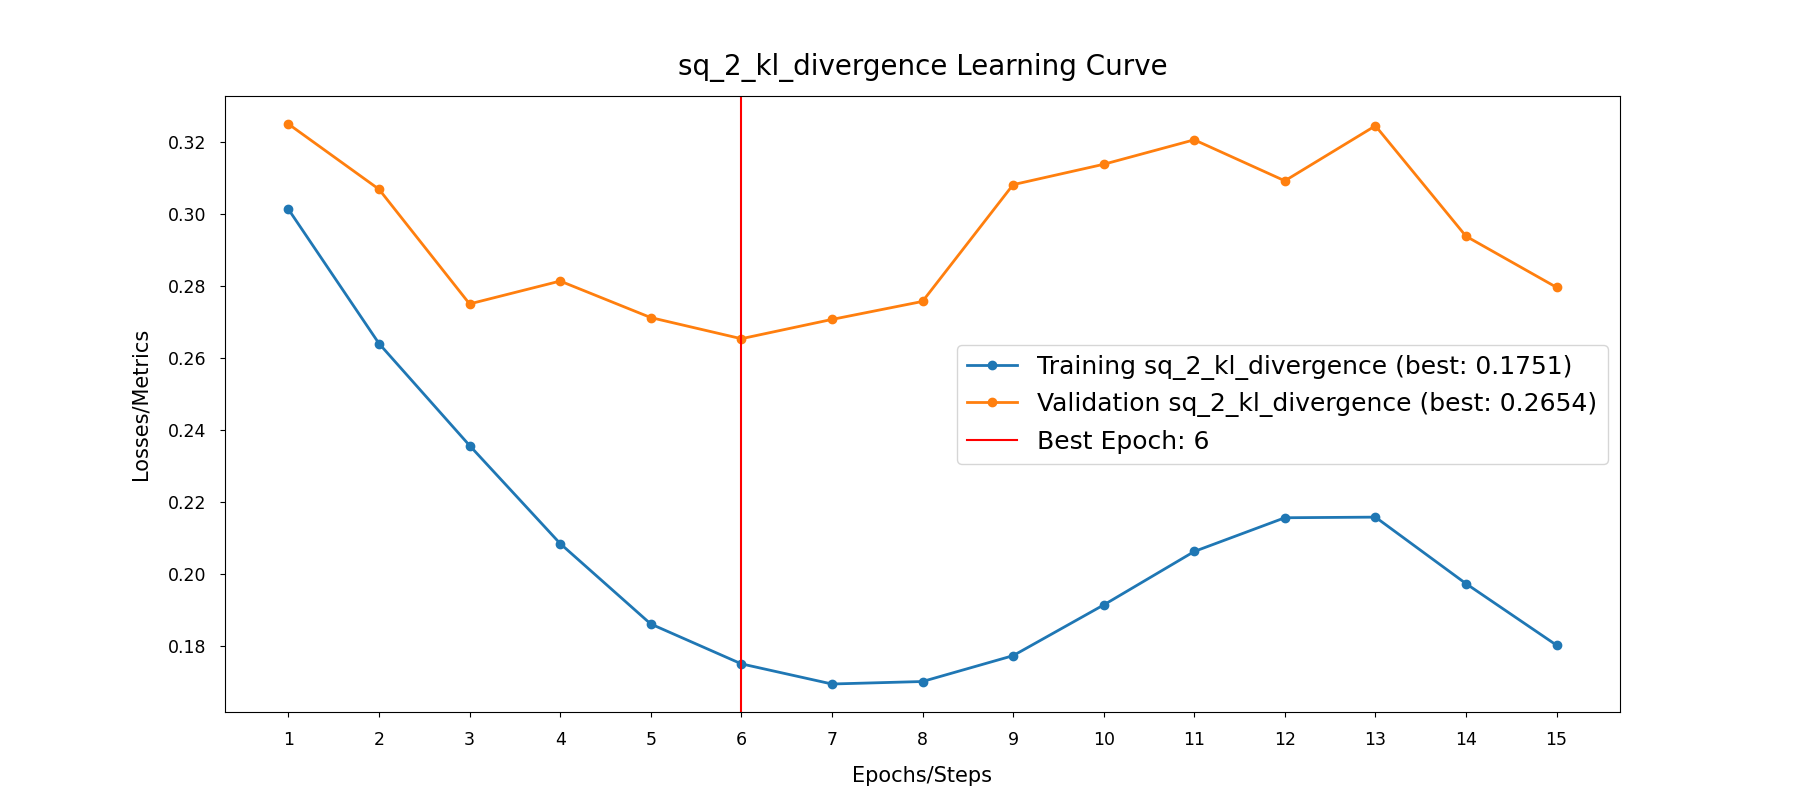 sq_2_kl_divergence Learning Curve
Losses/Metrics
0.32
0.30
0.28
0.26
0.24
0.22
0.20
0.18
Training sq_2_kl_divergence (best: 0.1751)
Validation sq_2_kl_divergence (best: 0.2654)
Best Epoch: 6
1 2 3 4 5 6 7 8 9 10 11 12 13 14 15
Epochs/Steps